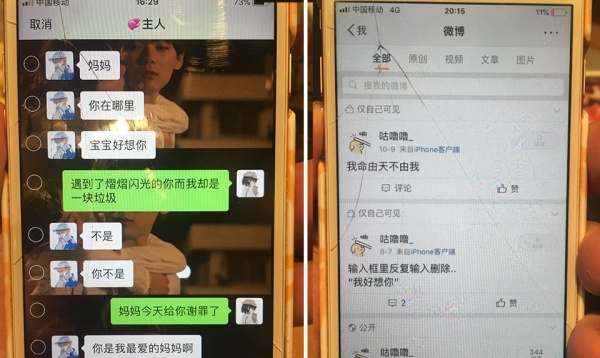 中国移动
16:29
73%
取消
💞主人
妈妈
你在哪里
宝宝好想你
遇到了熠熠闪光的你而我却是
一块垃圾
不是
你不是
妈妈今天给你谢罪了
你是我最爱的妈妈啊
中国移动 4G
20:15
11%
我
微博
全部
原创
视频
文章
图片
搜我的微博
仅自己可见
咕噜噜_
10-9 来自iPhone客户端
我命由天不由我
评论
赞
仅自己可见
咕噜噜_
8-7 来自iPhone客户端
输入框里反复输入删除..
“我好想你”
2
赞
公开
咕噜噜_
344